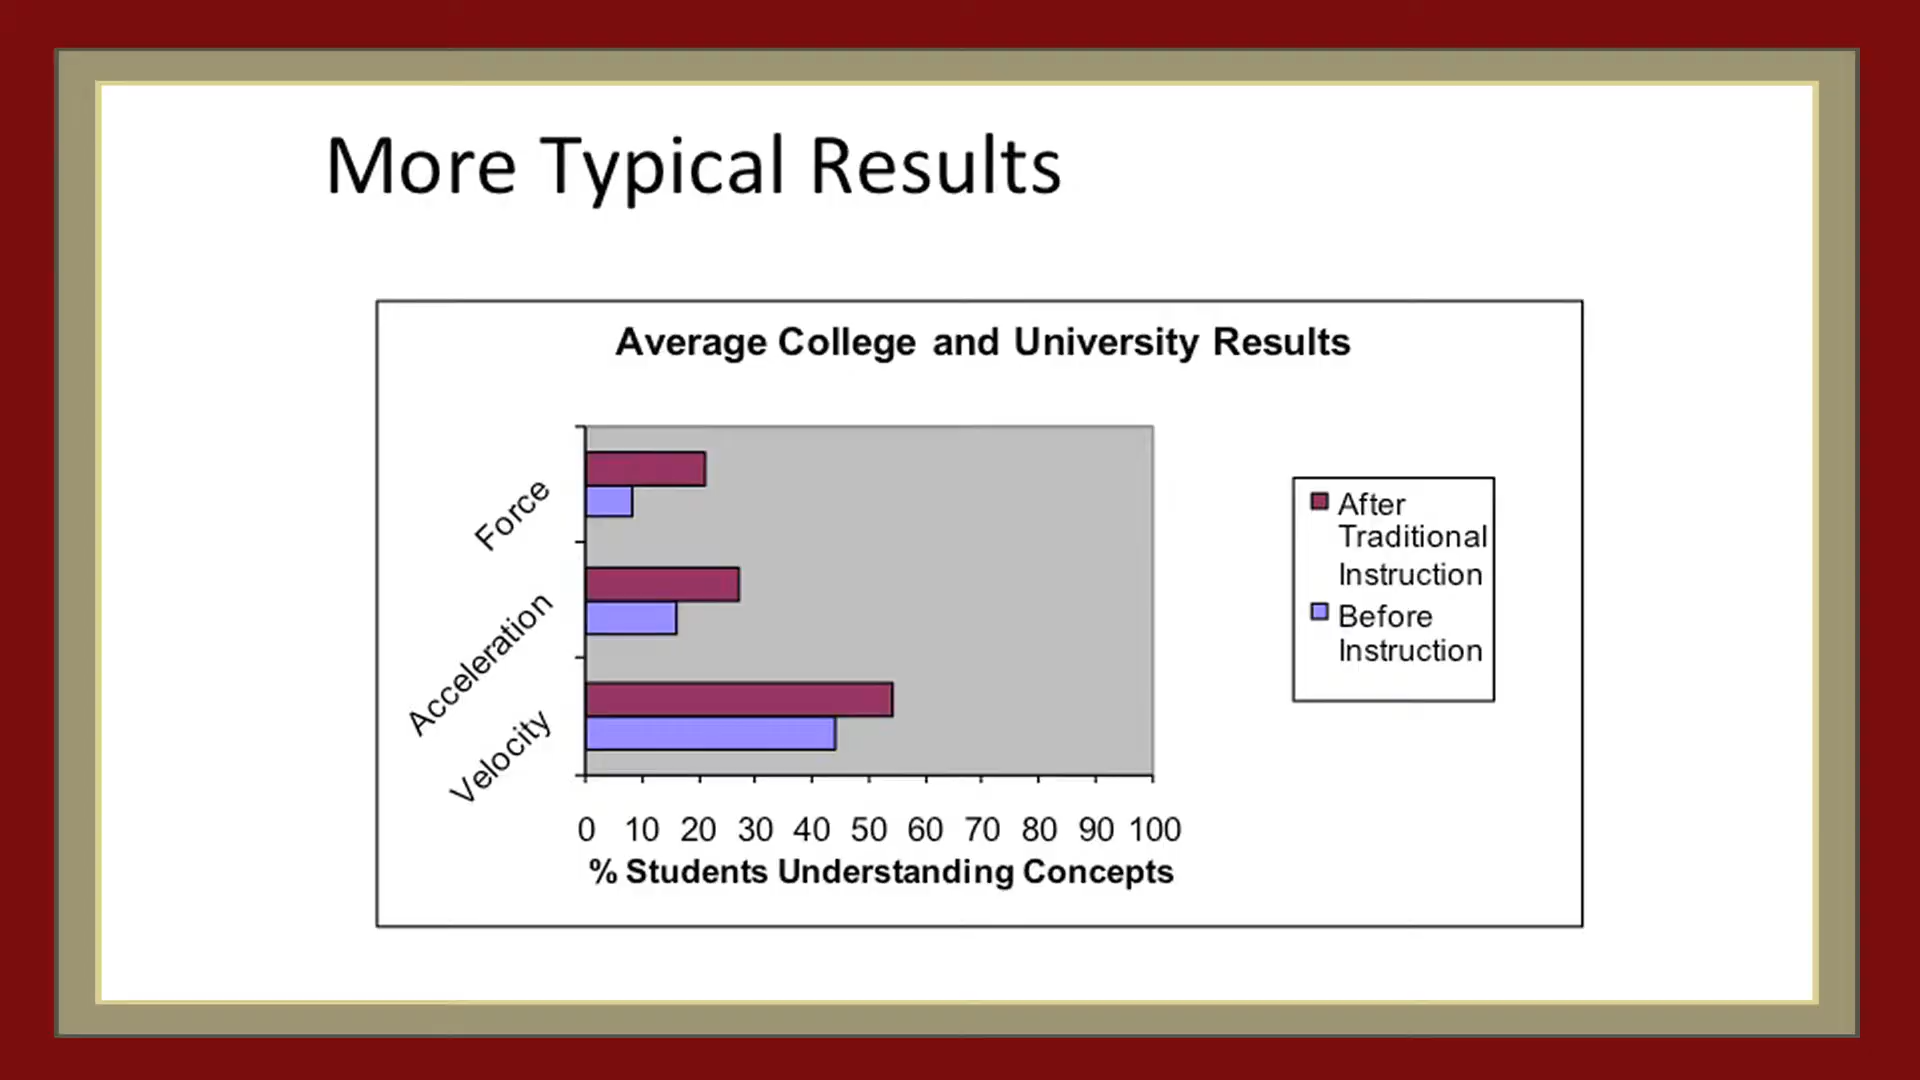 More Typical Results
Average College and University Results
Force
Acceleration
Velocity
0 10 20 30 40 50 60 70 80 90 100
% Students Understanding Concepts
After
Traditional
Instruction
Before
Instruction